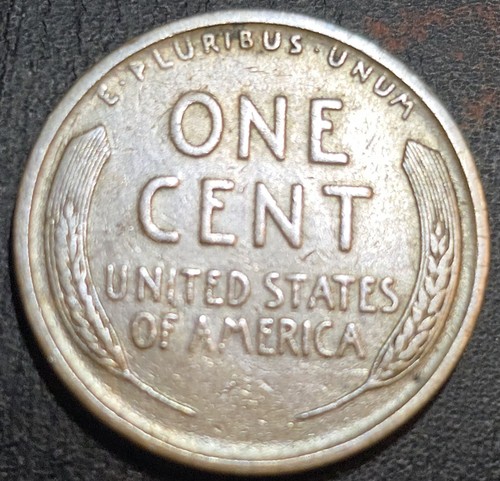 E·PLURIBUS·UNUM
ONE
CENT
UNITED STATES
OF AMERICA